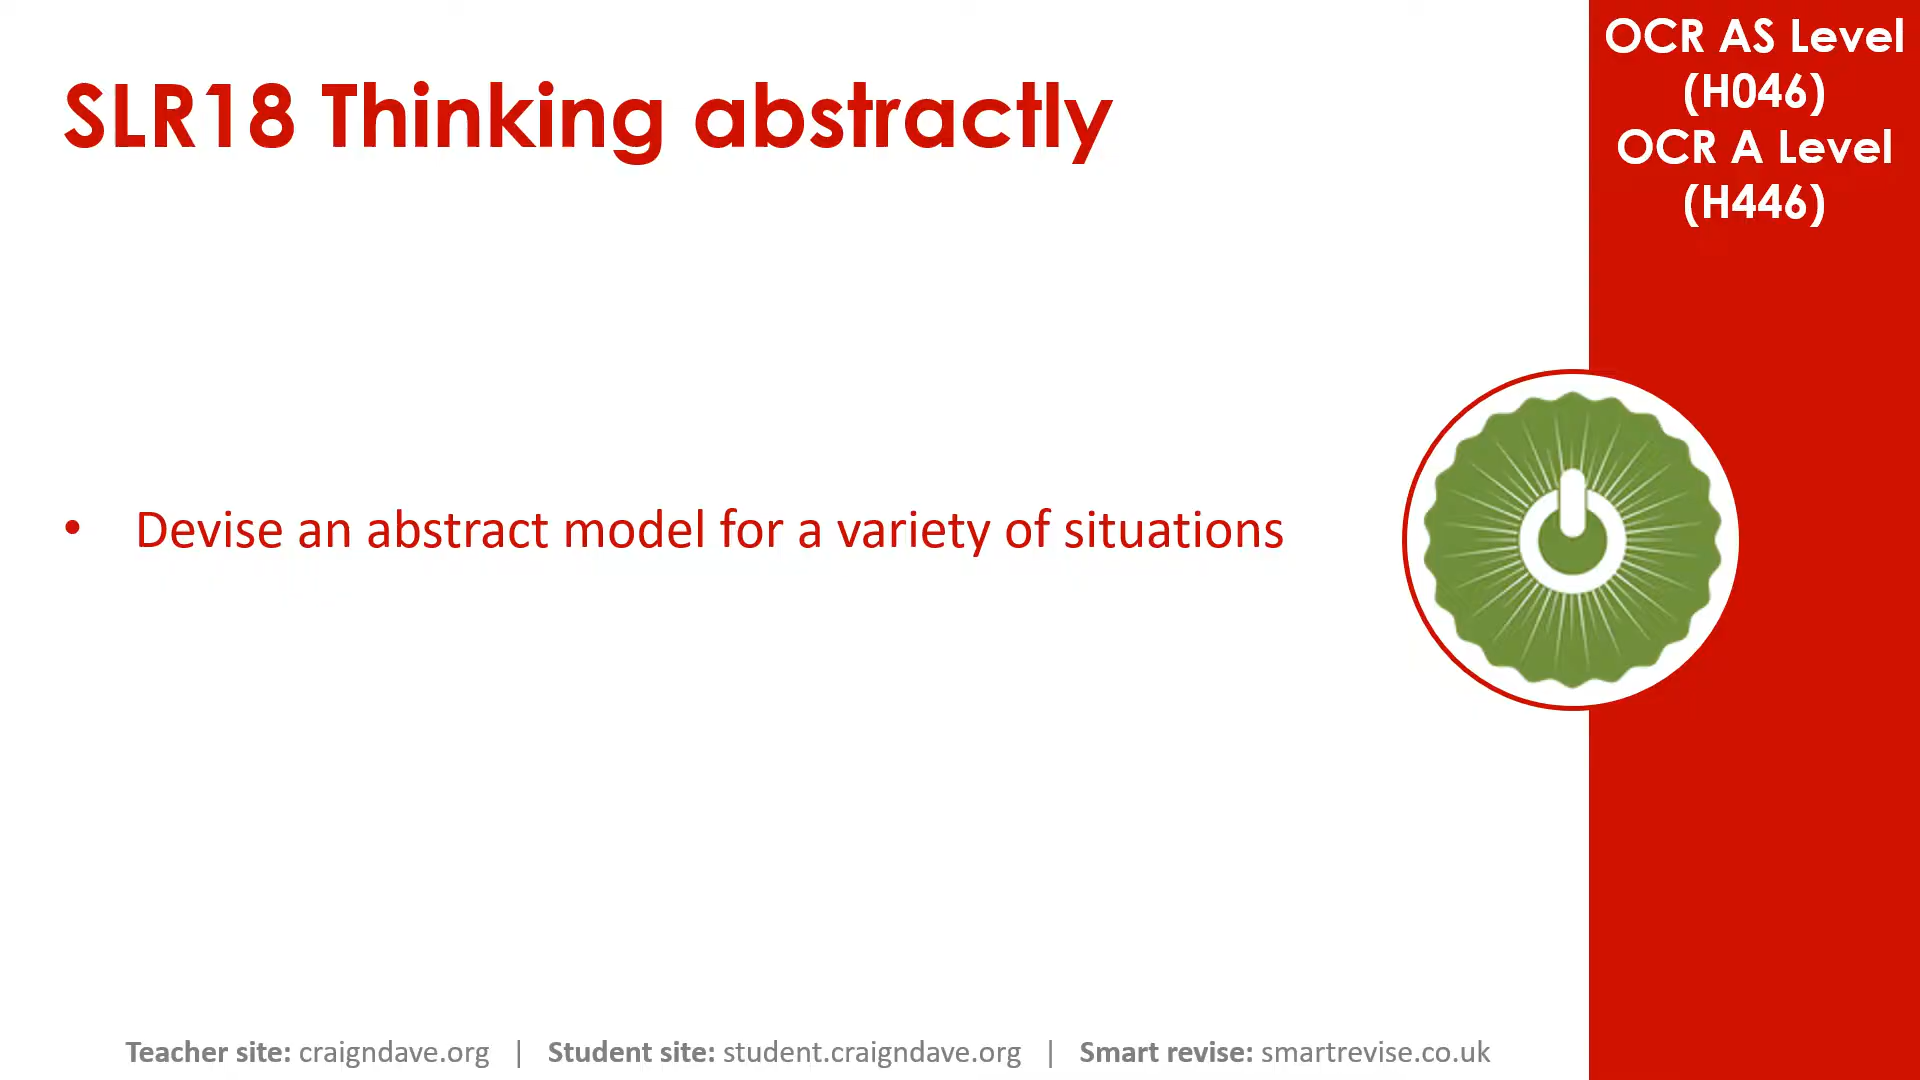 SLR18 Thinking abstractly
OCR AS Level
(H046)
OCR A Level
(H446)
• Devise an abstract model for a variety of situations
Teacher site: craigndave.org | Student site: student.craigndave.org | Smart revise: smartrevise.co.uk